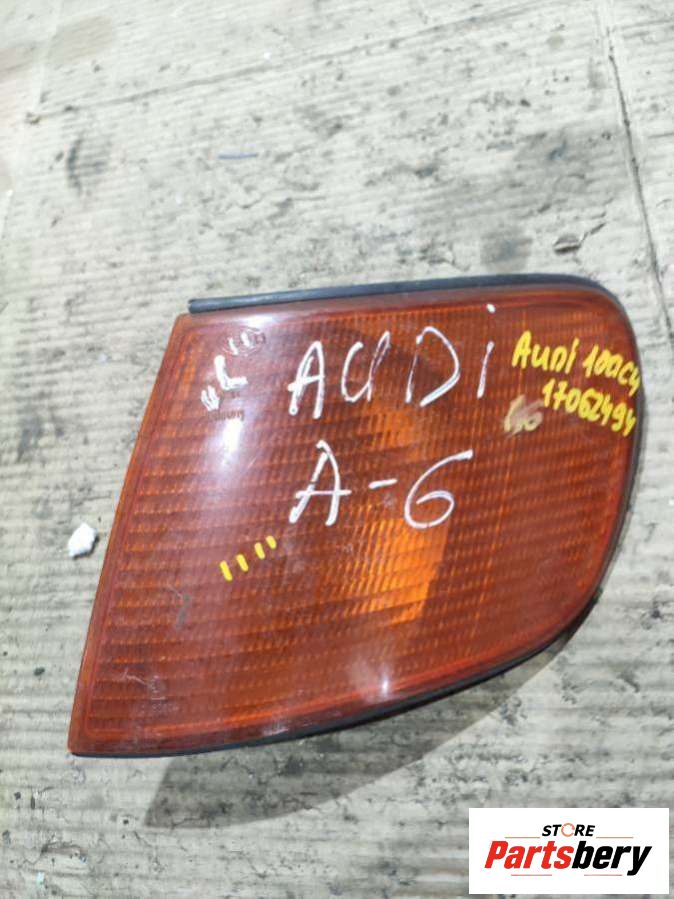 AUDi
A-6
AUDi 100C4
17062494
STORE
Partsbery